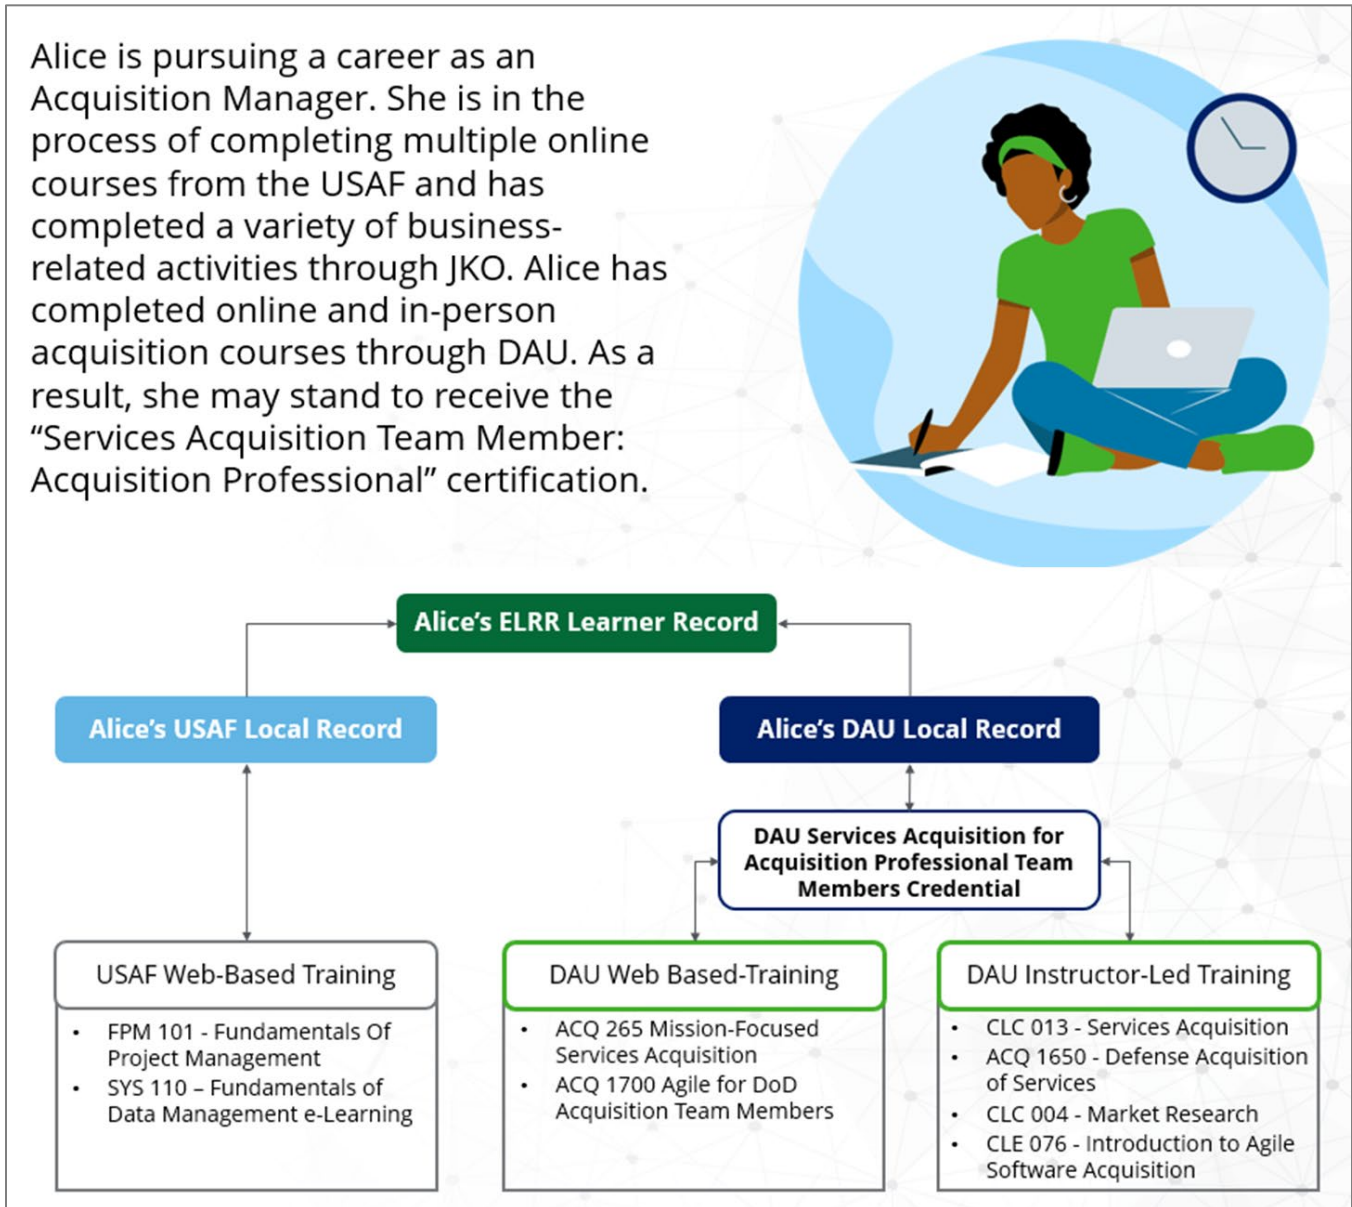 Alice is pursuing a career as an
Acquisition Manager. She is in the
process of completing multiple online
courses from the USAF and has
completed a variety of business-
related activities through JKO. Alice has
completed online and in-person
acquisition courses through DAU. As a
result, she may stand to receive the
“Services Acquisition Team Member:
Acquisition Professional” certification.
Alice’s ELRR Learner Record
Alice’s USAF Local Record
Alice’s DAU Local Record
DAU Services Acquisition for
Acquisition Professional Team
Members Credential
USAF Web-Based Training
• FPM 101 - Fundamentals Of
Project Management
• SYS 110 – Fundamentals of
Data Management e-Learning
DAU Web Based-Training
• ACQ 265 Mission-Focused
Services Acquisition
• ACQ 1700 Agile for DoD
Acquisition Team Members
DAU Instructor-Led Training
• CLC 013 - Services Acquisition
• ACQ 1650 - Defense Acquisition
of Services
• CLC 004 - Market Research
• CLE 076 - Introduction to Agile
Software Acquisition